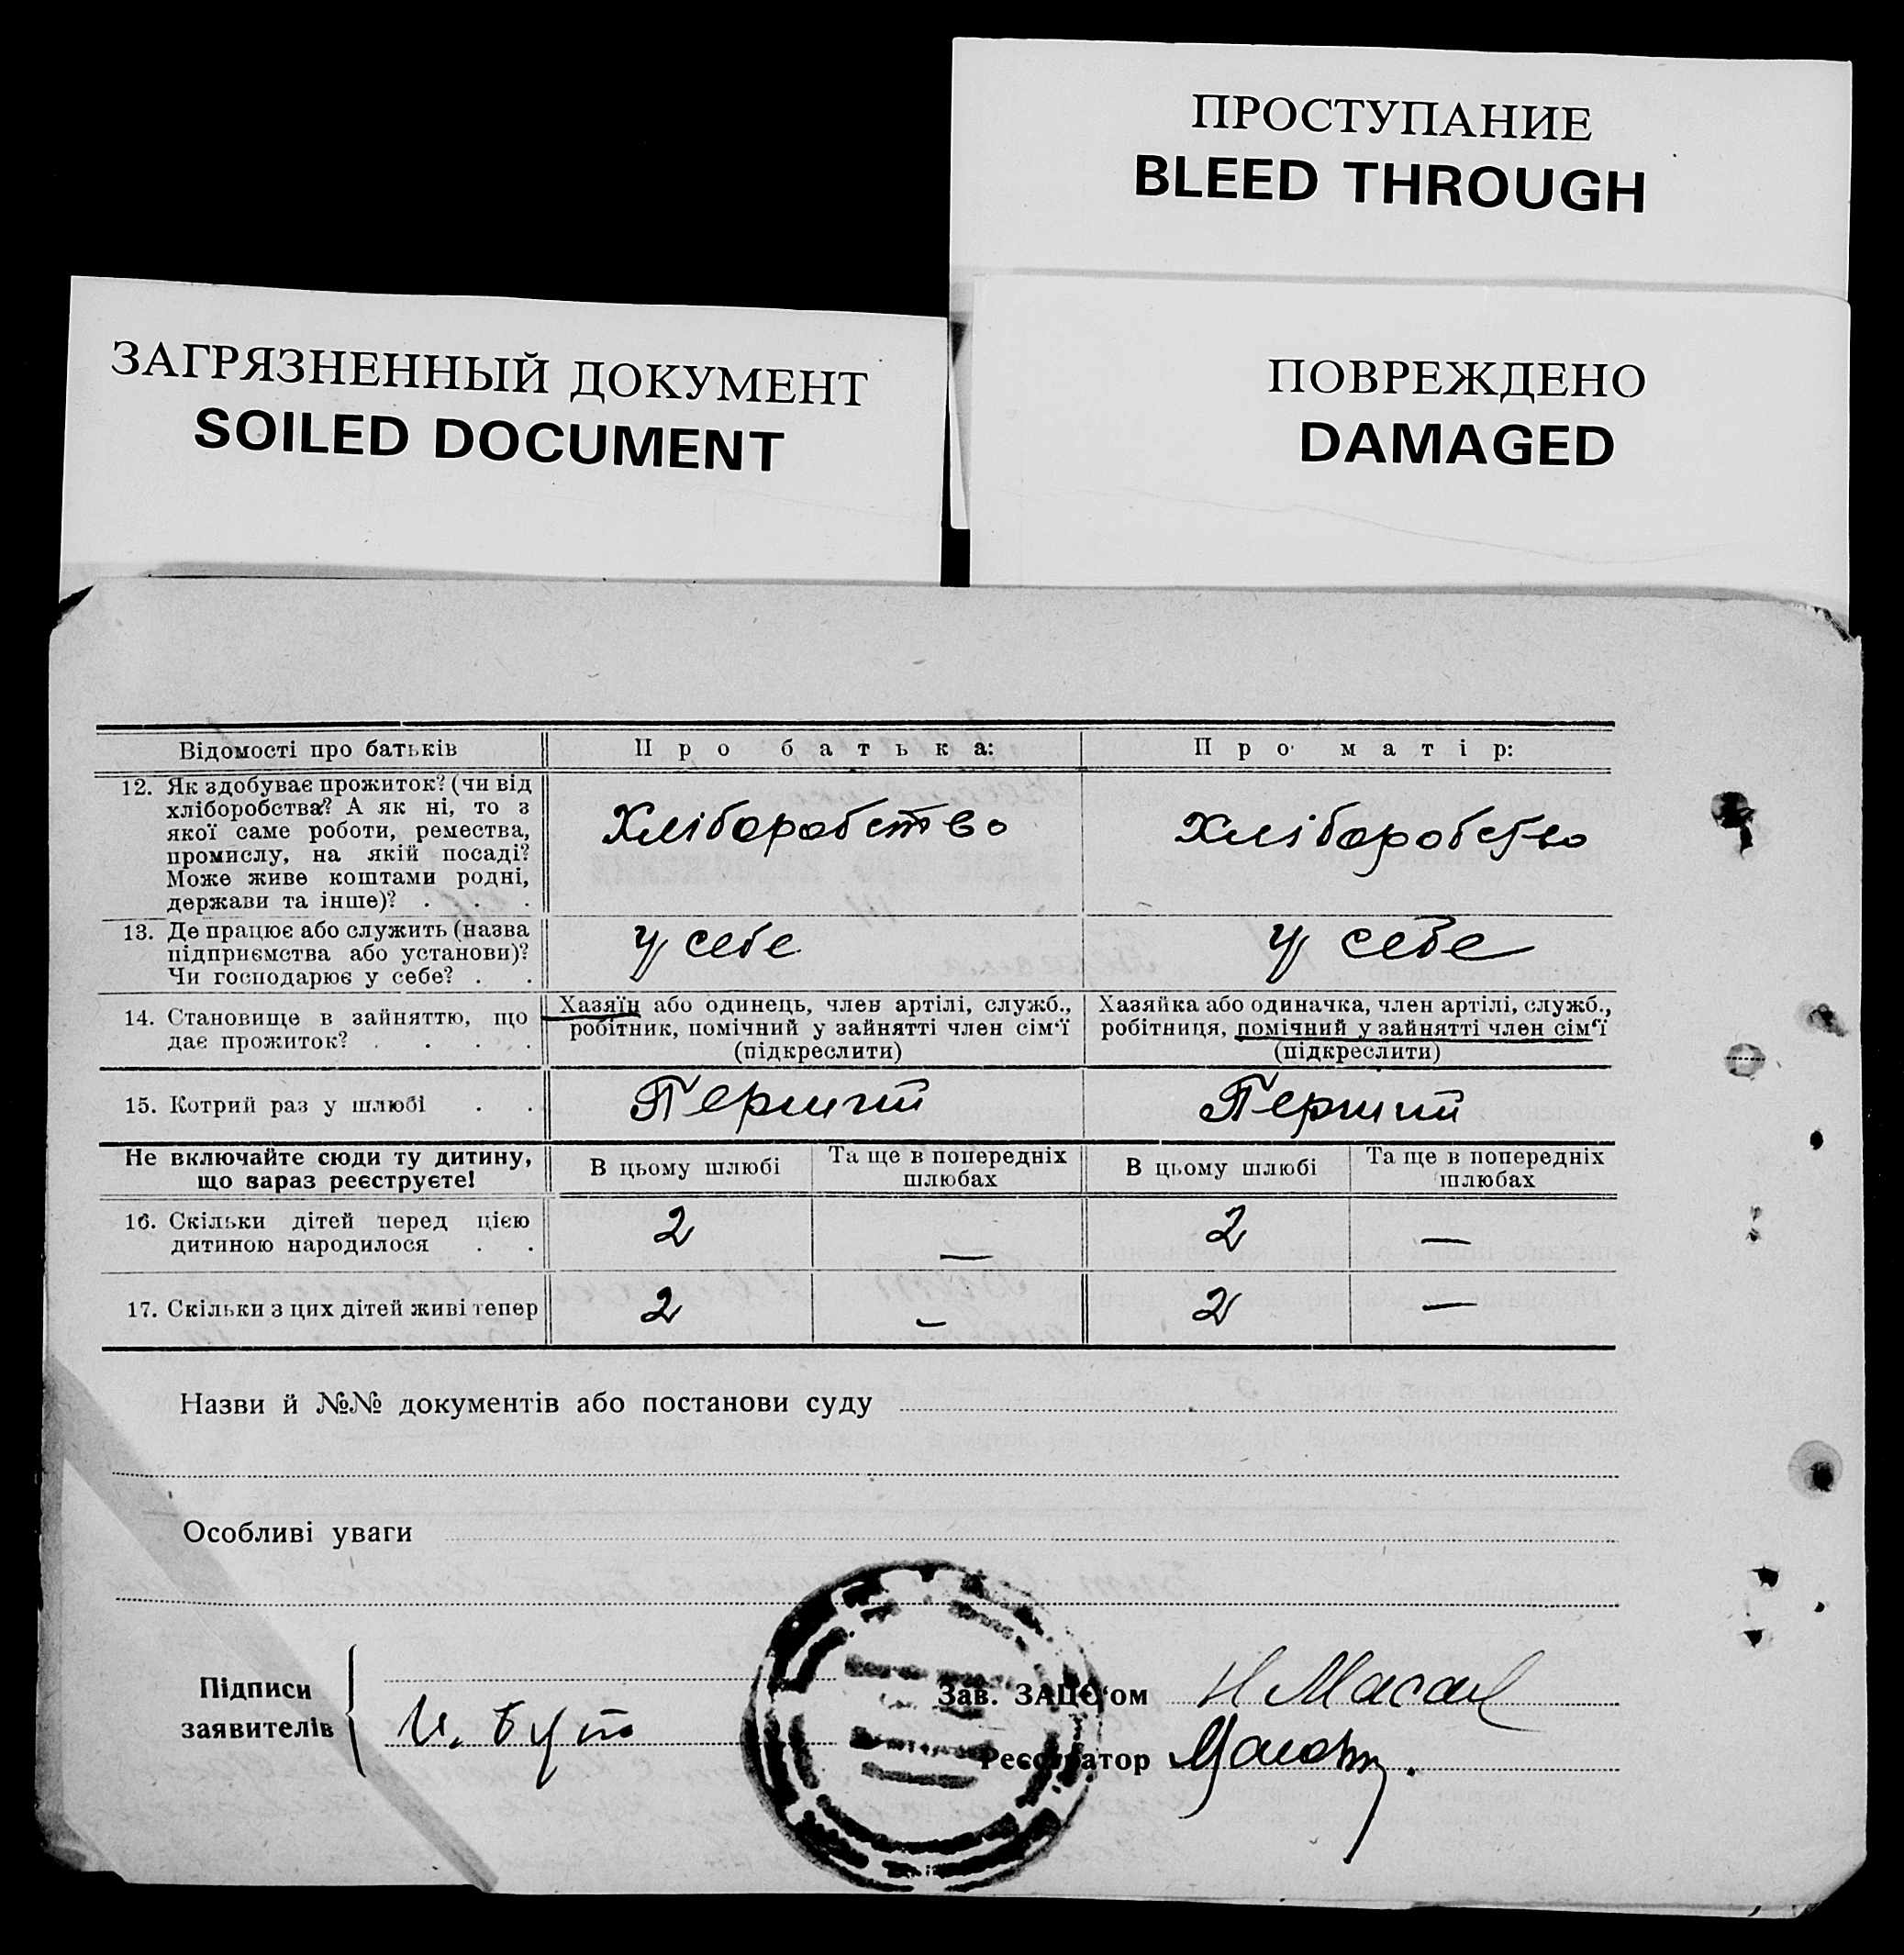 ПРОСТУПАНИЕ
BLEED THROUGH
ЗАГРЯЗНЕННЫЙ ДОКУМЕНТ
SOILED DOCUMENT
ПОВРЕЖДЕНО
DAMAGED
Відомості про батьків
Про батька:
Про матір:
12. Як здобуває прожиток? (чи від
хліборобства? А як ні, то з
якої саме роботи, ремества,
промислу, на якій посаді?
Може живе коштами родні,
держави та інше)? . . .
Хліборобство
Хліборобство
13. Де працює або служить (назва
підприємства або установи)?
Чи господарює у себе? . .
у себе
у себе
14. Становище в зайняттю, що
дає прожиток? . . . .
Хазяїн або одинець, член артілі, служб.,
робітник, помічний у зайнятті член сім'ї
(підкреслити)
Хазяйка або одиначка, член артілі, служб.,
робітниця, помічний у зайнятті член сім'ї
(підкреслити)
15. Котрий раз у шлюбі . .
Перший
Перший
Не включайте сюди ту дитину,
що зараз реєструєте!
В цьому шлюбі
Та ще в попередніх
шлюбах
В цьому шлюбі
Та ще в попередніх
шлюбах
16. Скільки дітей перед цією
дитиною народилося . .
2
—
2
—
17. Скільки з цих дітей живі тепер
2
–
2
—
Назви й №№ документів або постанови суду
Особливі уваги
Підписи
заявителів
И. Бут
Зав. ЗАЦС'ом Н Масан
Реєстратор